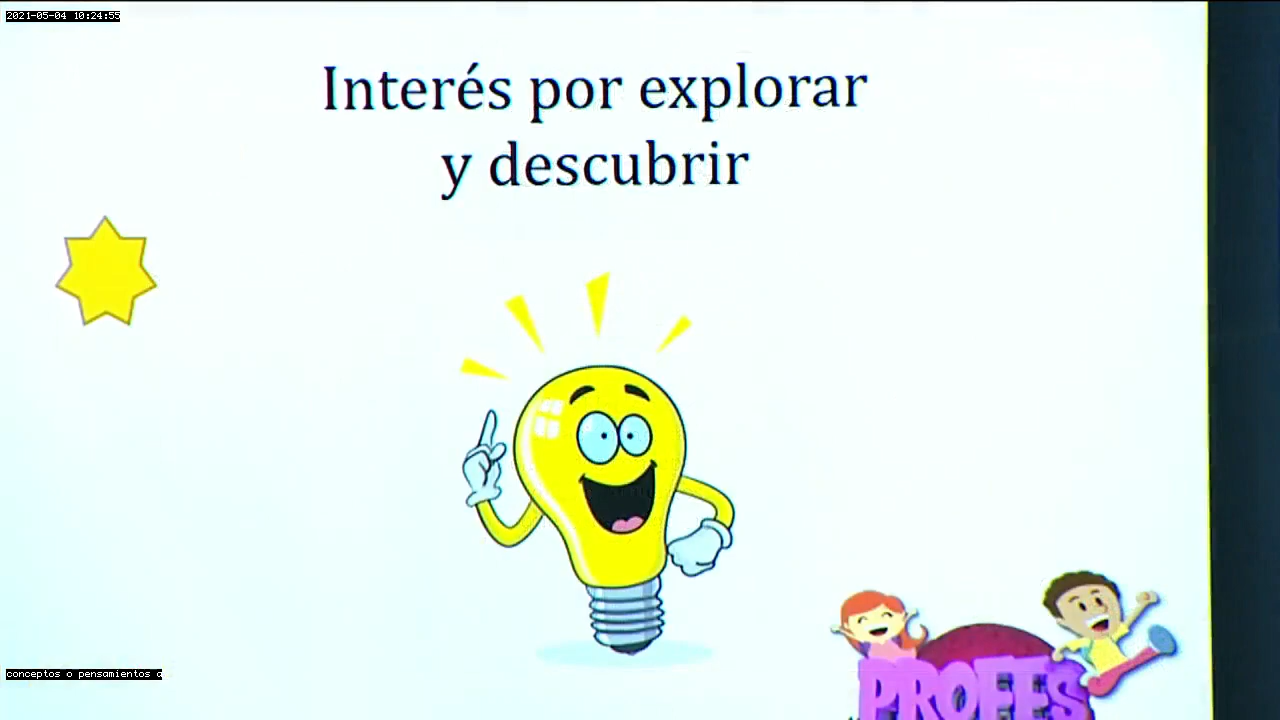 2021-05-04 10:24:55
Interés por explorar
y descubrir
conceptos o pensamientos
PROFES